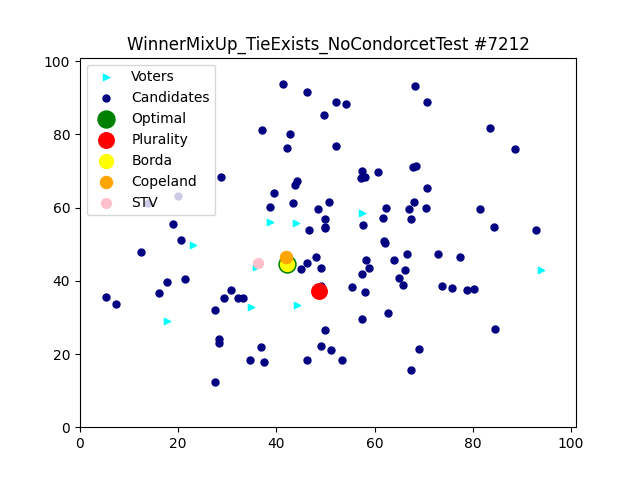 WinnerMixUp_TieExists_NoCondorcetTest #7212
Voters
Candidates
Optimal
Plurality
Borda
Copeland
STV
100
80
60
40
20
0
0 20 40 60 80 100